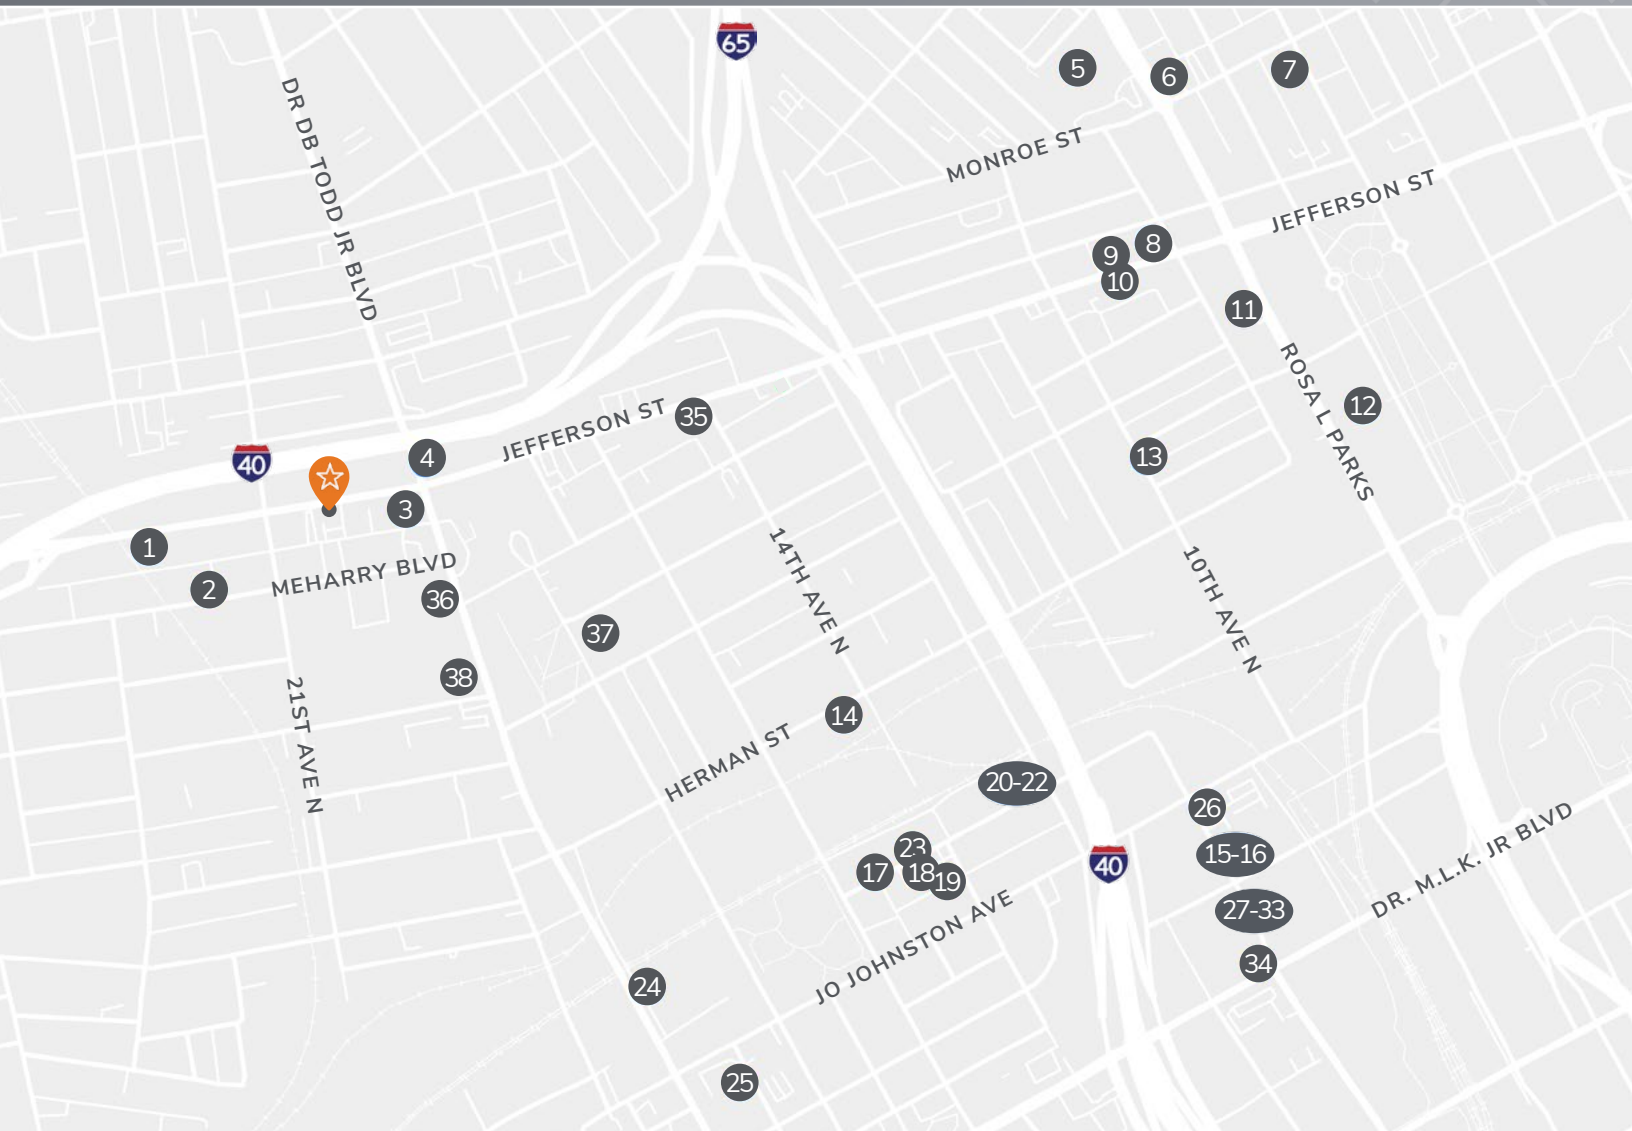 65
5
6
7
DR DB TODD JR BLVD
MONROE ST
JEFFERSON ST
8
9
10
11
ROSA L PARKS
12
35
JEFFERSON ST
4
40
13
3
1
14TH AVE N
10TH AVE N
MEHARRY BLVD
2
36
37
38
21ST AVE N
14
HERMAN ST
20-22
26
23
15-16
40
17
18
19
DR. M.L.K. JR BLVD
27-33
JO JOHNSTON AVE
34
24
25